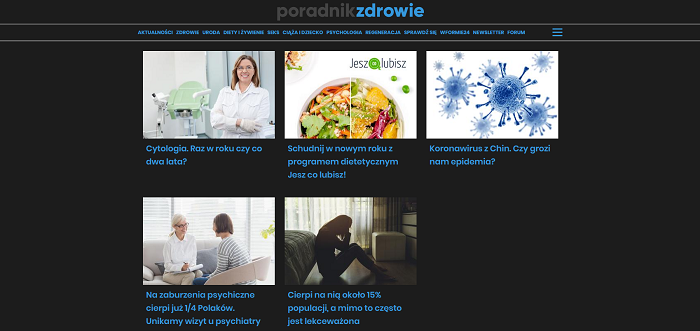 poradnikzdrowie
AKTUALNOŚCI ZDROWIE URODA DIETY I ŻYWIENIE SEKS CIĄŻA I DZIECKO PSYCHOLOGIA REGENERACJA SPRAWDŹ SIĘ WFORMIE24 NEWSLETTER FORUM
Jesz co lubisz
Cytologia. Raz w roku czy co
dwa lata?
Schudnij w nowym roku z
programem dietetycznym
Jesz co lubisz!
Koronawirus z Chin. Czy grozi
nam epidemia?
Na zaburzenia psychiczne
cierpi już 1/4 Polaków.
Unikamy wizyt u psychiatry
Cierpi na nią około 15%
populacji, a mimo to często
jest lekceważona